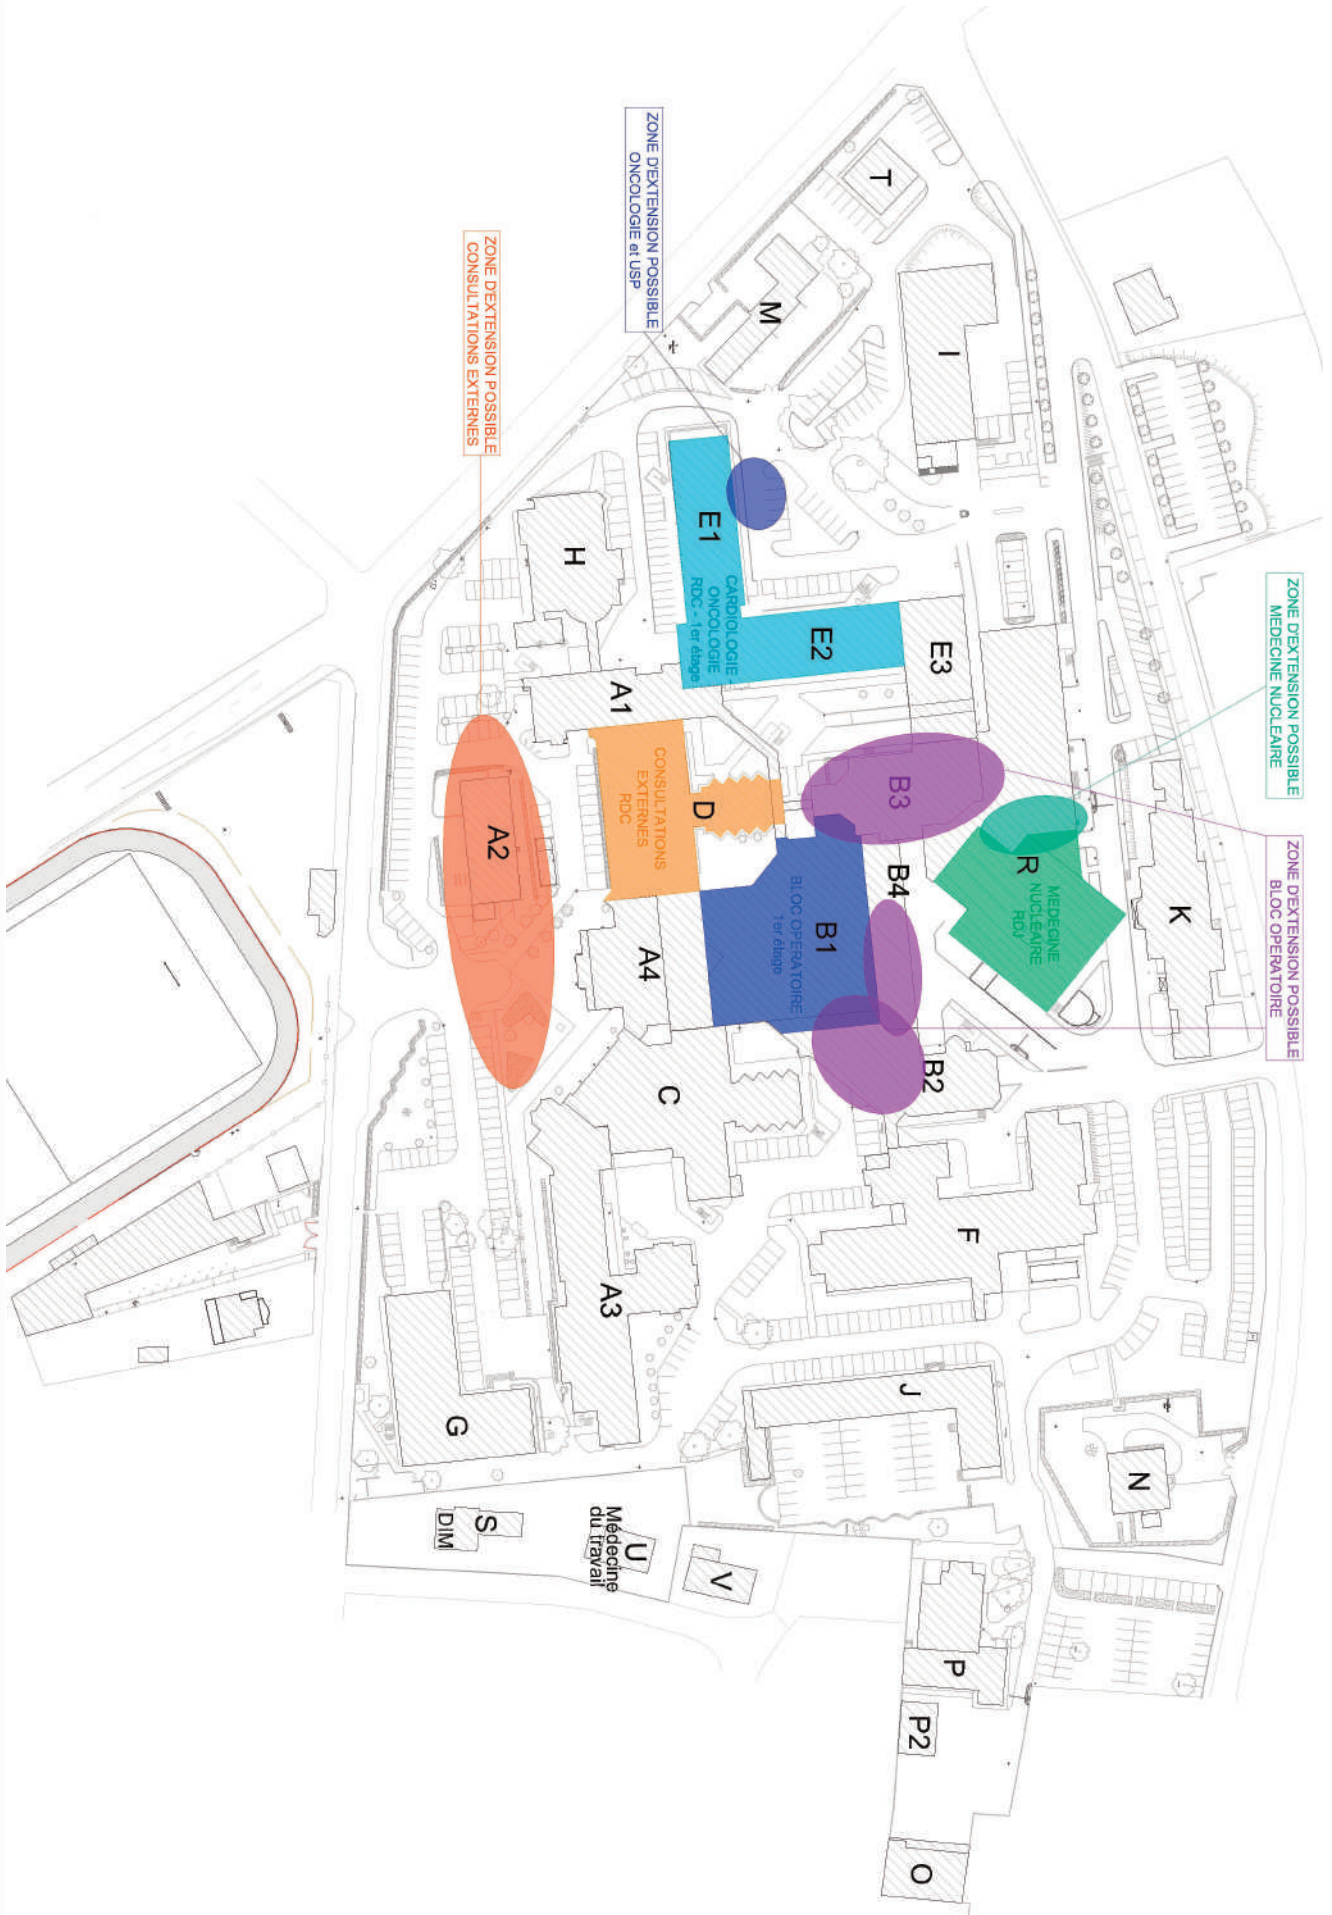 ZONE D'EXTENSION POSSIBLE
MEDECINE NUCLEAIRE
ZONE D'EXTENSION POSSIBLE
BLOC OPERATOIRE
ZONE D'EXTENSION POSSIBLE
ONCOLOGIE et USP
ZONE D'EXTENSION POSSIBLE
CONSULTATIONS EXTERNES
T
M
I
E1
CARDIOLOGIE -
ONCOLOGIE
RDC - 1er étage
E2
E3
H
A1
D
CONSULTATIONS
EXTERNES
RDC
A2
B3
B4
R
MEDECINE
NUCLEAIRE
RDJ
K
B1
BLOC OPERATOIRE
1er étage
A4
B2
C
F
A3
G
J
N
S
DIM
U
Médecine
du travail
V
P
P2
O